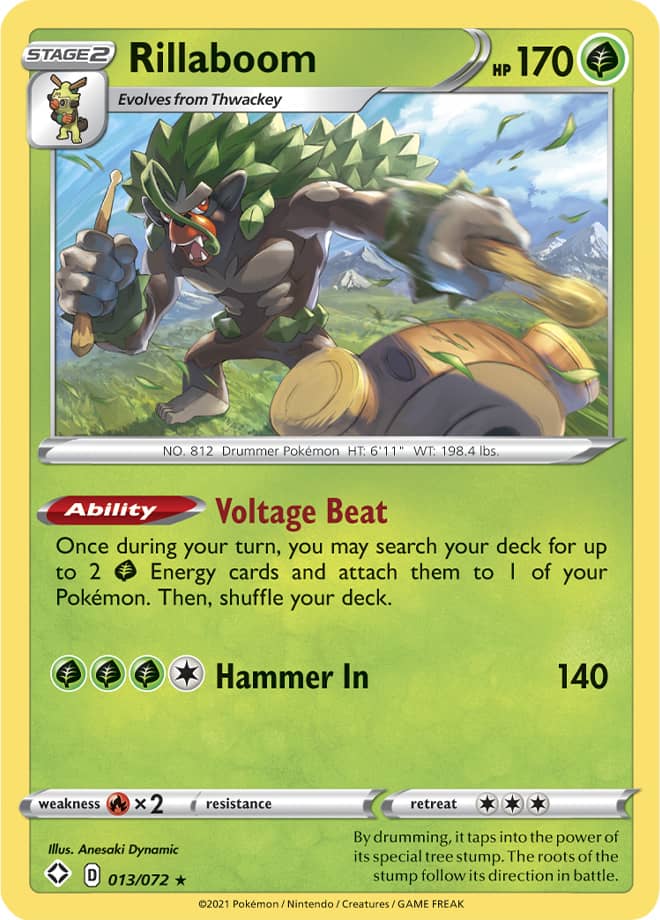 STAGE2
Rillaboom
HP 170
Evolves from Thwackey
NO. 812 Drummer Pokémon HT: 6'11" WT: 198.4 lbs.
Ability Voltage Beat
Once during your turn, you may search your deck for up
to 2 Energy cards and attach them to 1 of your
Pokémon. Then, shuffle your deck.
Hammer In 140
weakness ×2 resistance retreat
Illus. Anesaki Dynamic
D 013/072 ★
By drumming, it taps into the power of
its special tree stump. The roots of the
stump follow its direction in battle.
©2021 Pokémon / Nintendo / Creatures / GAME FREAK